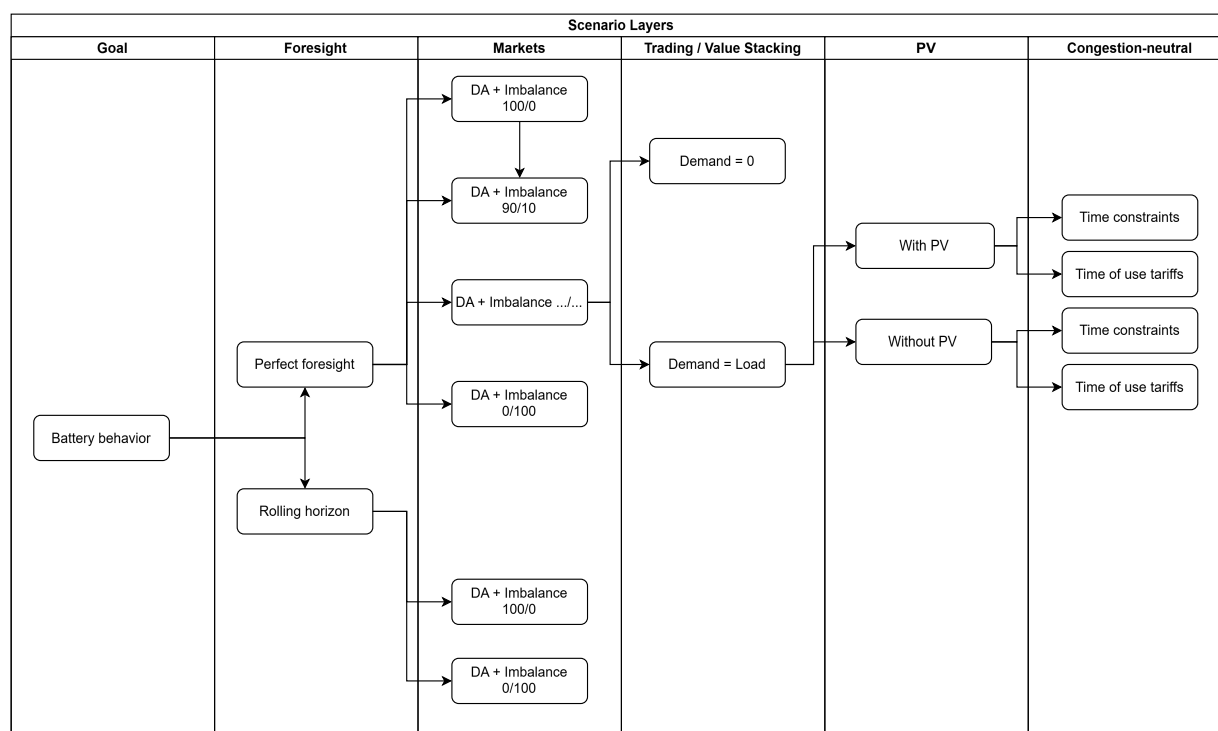 Scenario Layers
Goal
Foresight
Markets
Trading / Value Stacking
PV
Congestion-neutral
DA + Imbalance
100/0
DA + Imbalance
90/10
DA + Imbalance .../...
DA + Imbalance
0/100
Demand = 0
Demand = Load
With PV
Without PV
Time constraints
Time of use tariffs
Time constraints
Time of use tariffs
Perfect foresight
Battery behavior
Rolling horizon
DA + Imbalance
100/0
DA + Imbalance
0/100